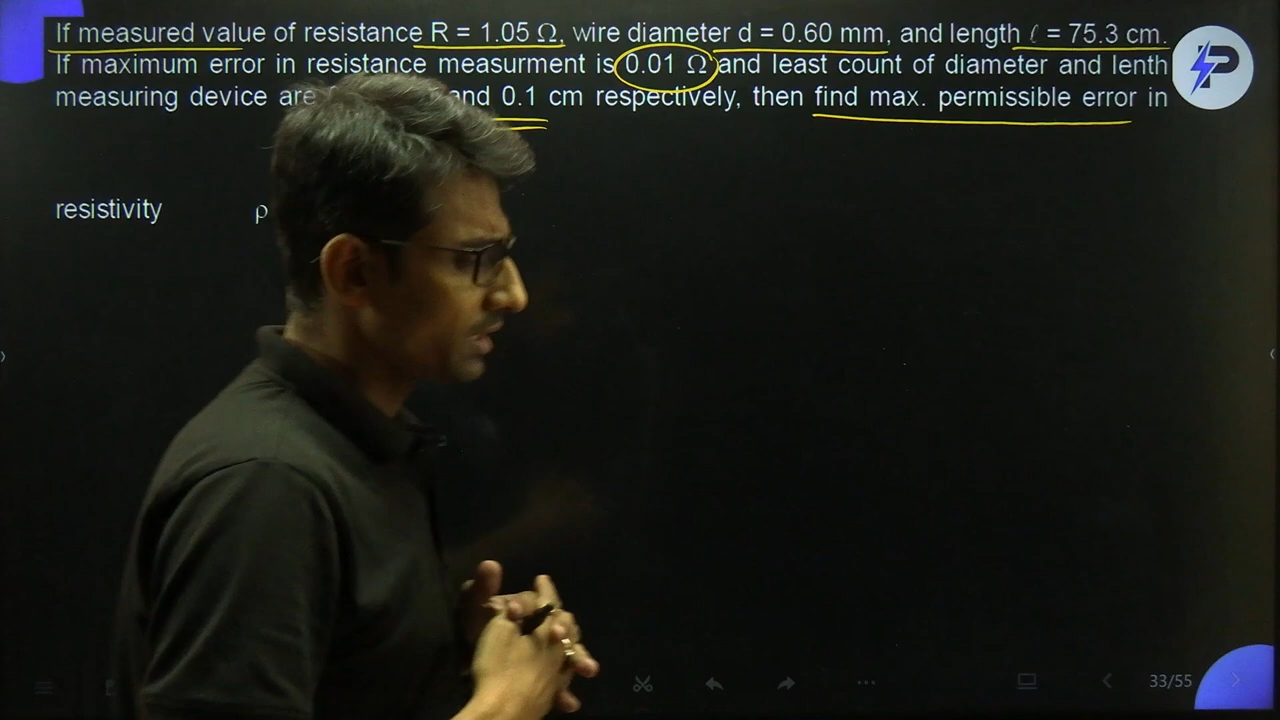 If measured value of resistance R = 1.05 Ω, wire diameter d = 0.60 mm, and length ℓ = 75.3 cm.
If maximum error in resistance measurment is 0.01 Ω and least count of diameter and lenth
measuring device are and 0.1 cm respectively, then find max. permissible error in
resistivity ρ
33/55